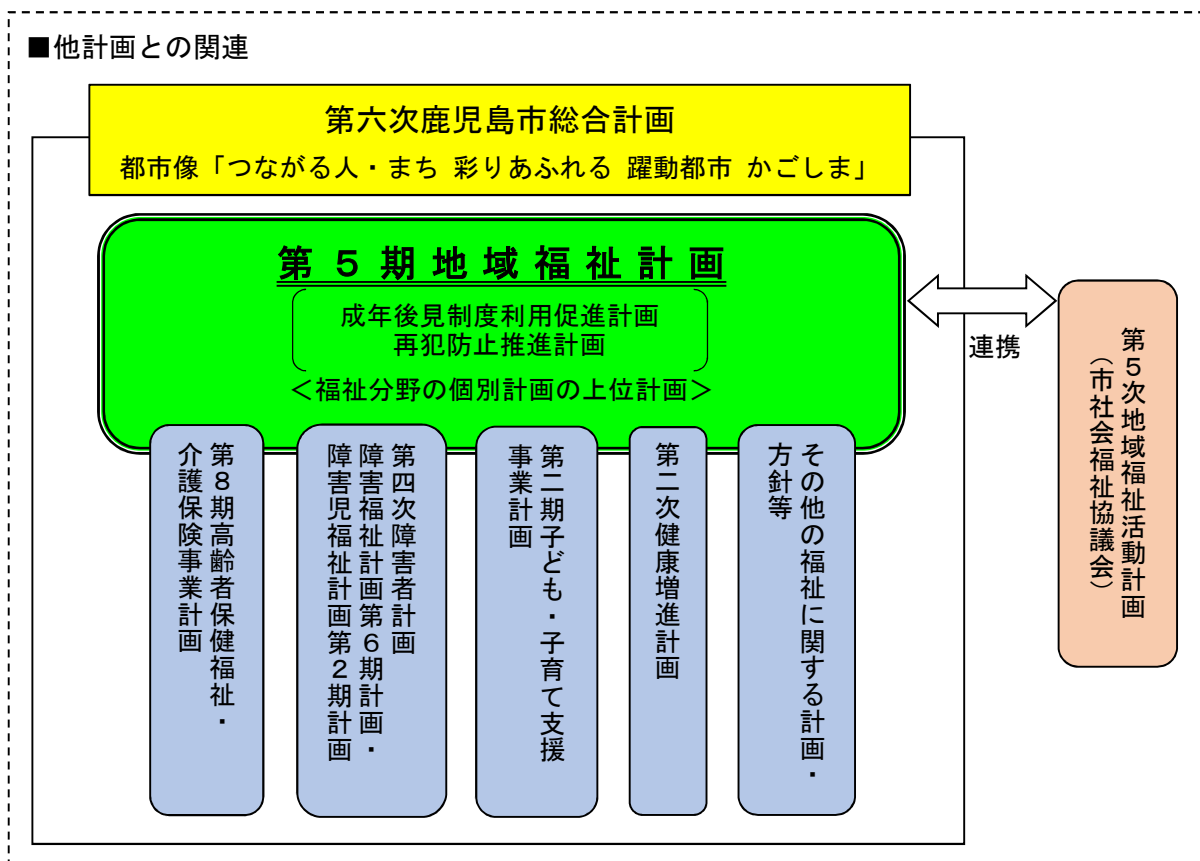 ■他計画との関連
第六次鹿児島市総合計画
都市像「つながる人・まち 彩りあふれる 躍動都市 かごしま」
第５期地域福祉計画
成年後見制度利用促進計画
再犯防止推進計画
＜福祉分野の個別計画の上位計画＞
連携
第５次地域福祉活動計画
（市社会福祉協議会）
第８期高齢者保健福祉・
介護保険事業計画
第四次障害者計画
障害福祉計画第６期計画・
障害児福祉計画第２期計画
第二期子ども・子育て支援
事業計画
第二次健康増進計画
その他の福祉に関する計画・
方針等